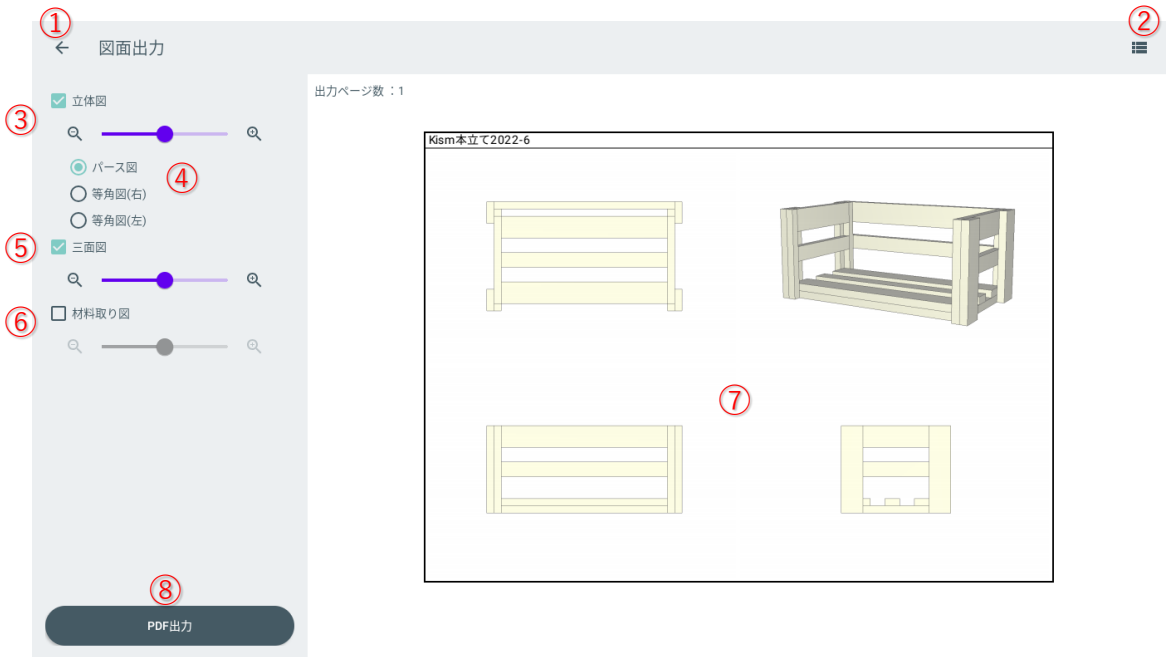 ①
②
図面出力
③
立体図
パース図
④
等角図(右)
等角図(左)
⑤
三面図
⑥
材料取り図
⑧
PDF出力
出力ページ数 ：1
Kism本立て2022-6
⑦